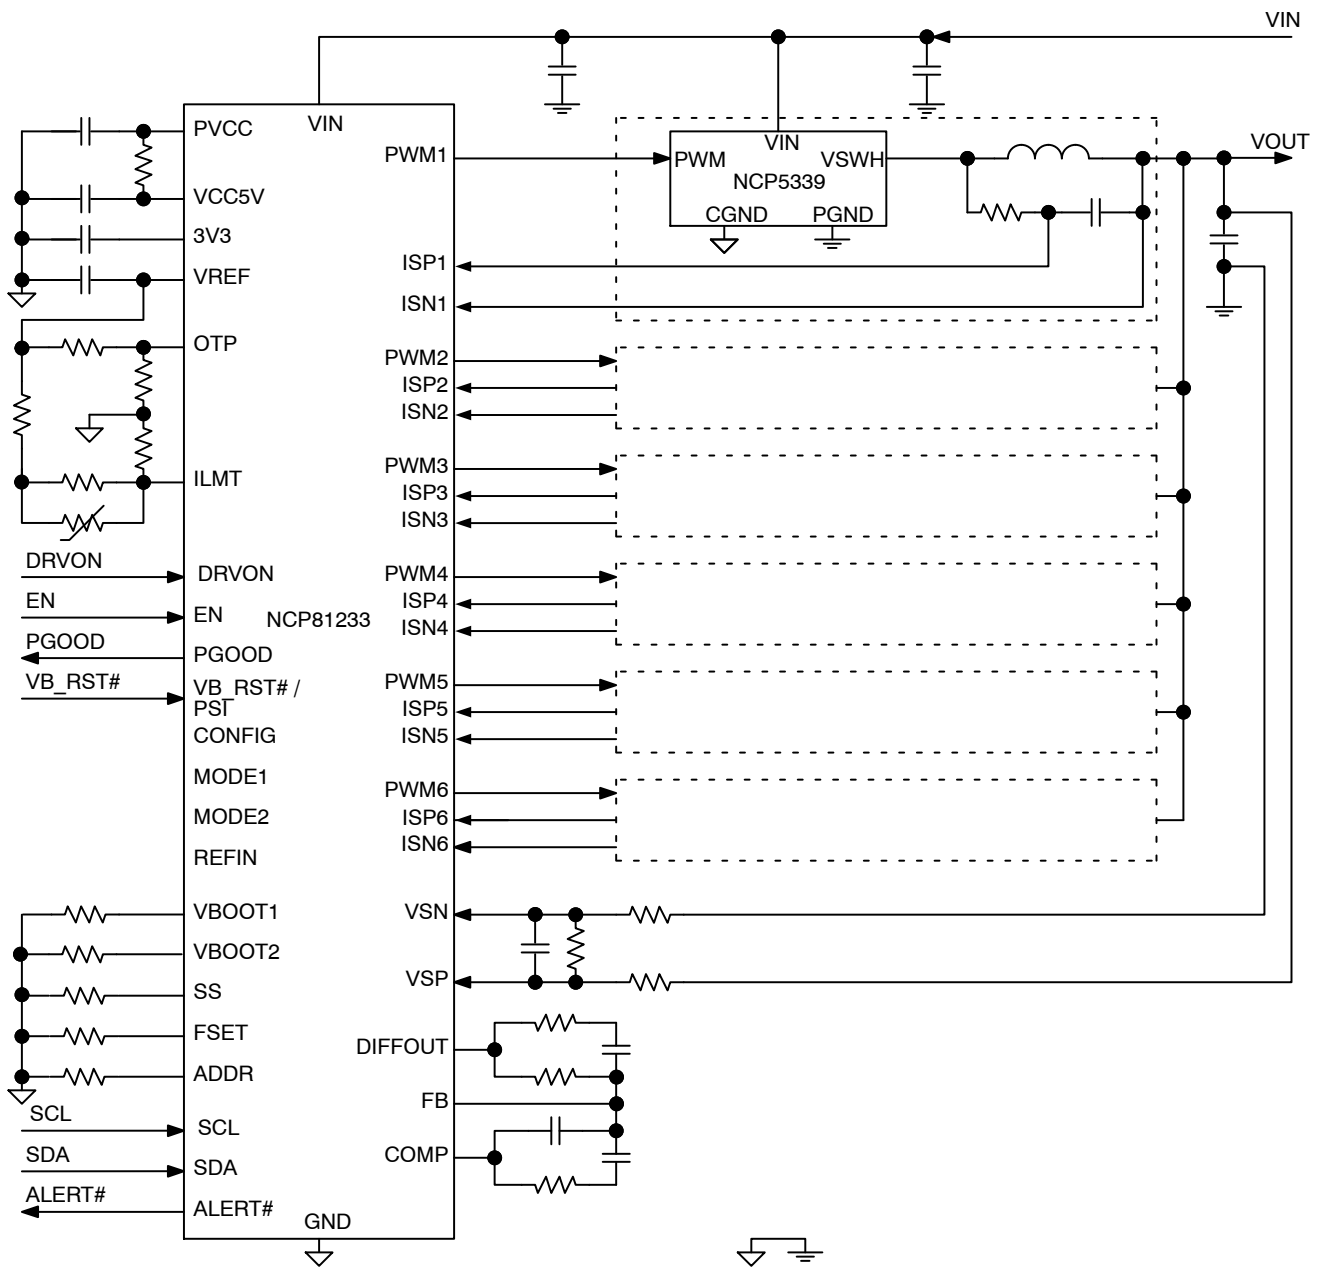 VIN
VIN
PVCC
VCC5V
3V3
VREF
OTP
ILMT
DRVON
DRVON
EN
EN
PGOOD
PGOOD
VB_RST#
VB_RST# /
PSI
CONFIG
MODE1
MODE2
REFIN
VBOOT1
VBOOT2
SS
FSET
ADDR
SCL
SCL
SDA
SDA
ALERT#
ALERT#
NCP81233
GND
PWM1
ISP1
ISN1
PWM2
ISP2
ISN2
PWM3
ISP3
ISN3
PWM4
ISP4
ISN4
PWM5
ISP5
ISN5
PWM6
ISP6
ISN6
VSN
VSP
DIFFOUT
FB
COMP
VIN
PWM
VSWH
NCP5339
CGND
PGND
VOUT